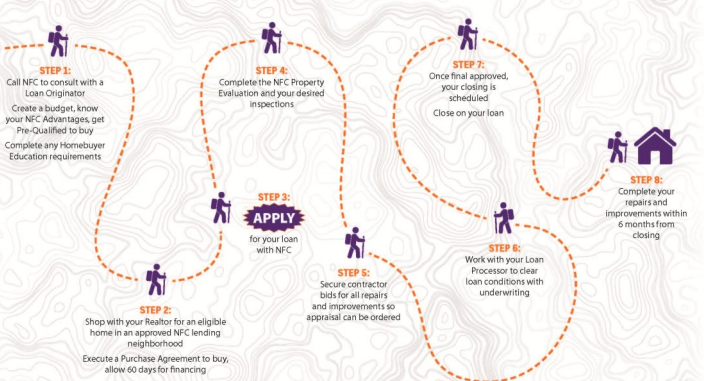 STEP 1:
Call NFC to consult with a
Loan Originator
Create a budget, know
your NFC Advantages, get
Pre-Qualified to buy
Complete any Homebuyer
Education requirements
STEP 2:
Shop with your Realtor for an eligible
home in an approved NFC lending
neighborhood
Execute a Purchase Agreement to buy,
allow 60 days for financing
STEP 3:
APPLY
for your loan
with NFC
STEP 4:
Complete the NFC Property
Evaluation and your desired
inspections
STEP 5:
Secure contractor
bids for all repairs
and improvements so
appraisal can be ordered
STEP 6:
Work with your Loan
Processor to clear
loan conditions with
underwriting
STEP 7:
Once final approved,
your closing is
scheduled
Close on your loan
STEP 8:
Complete your
repairs and
improvements within
6 months from
closing